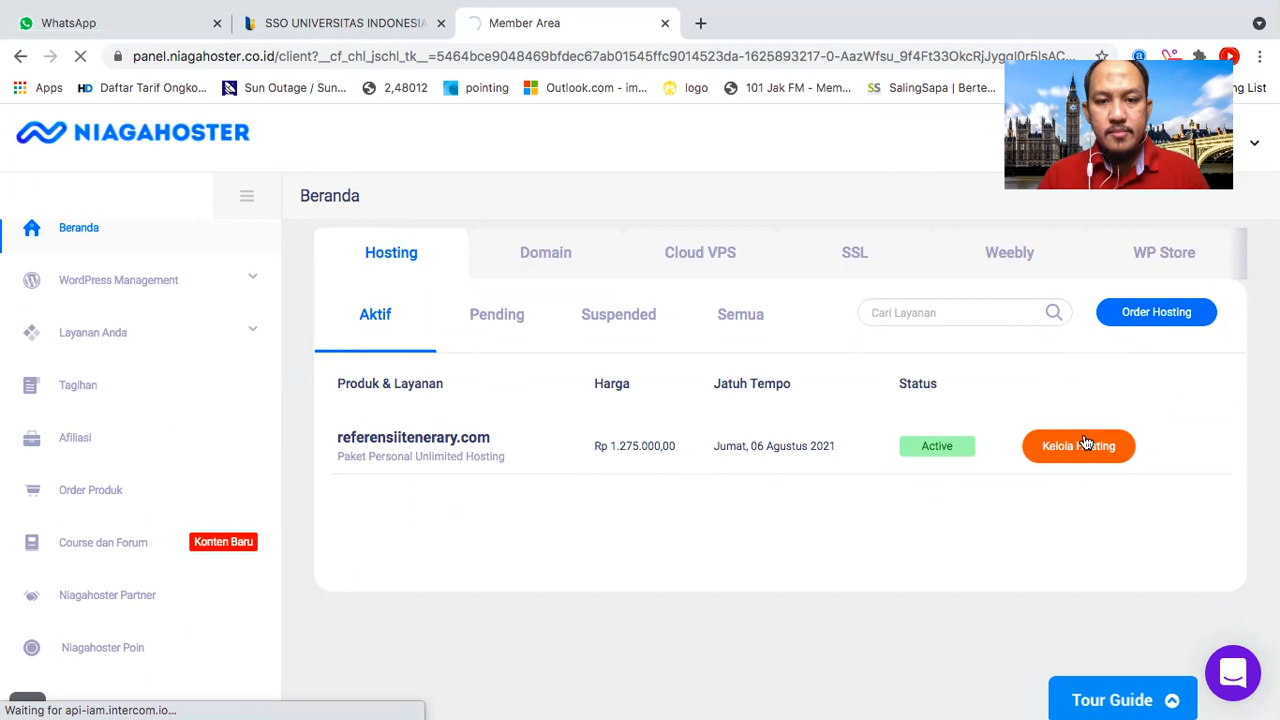 WhatsApp
SSO UNIVERSITAS INDONESIA
Member Area
panel.niagahoster.co.id/client?__cf_chl_jschl_tk__=5464bce9048469bfdec67ab01545ffc9014523da-1625893217-0-AazWfsu_9f4Ft33OkcRjJyqql0r5lsAC...
Apps
Daftar Tarif Ongko...
Sun Outage / Sun...
2,48012
pointing
Outlook.com - im...
logo
101 Jak FM - Mem...
SalingSapa | Berte...
ng List
NIAGAHOSTER
Beranda
Beranda
WordPress Management
Layanan Anda
Tagihan
Afiliasi
Order Produk
Course dan Forum
Konten Baru
Niagahoster Partner
Niagahoster Poin
Hosting
Domain
Cloud VPS
SSL
Weebly
WP Store
Aktif
Pending
Suspended
Semua
Cari Layanan
Order Hosting
Produk & Layanan
Harga
Jatuh Tempo
Status
referensiitenerary.com
Paket Personal Unlimited Hosting
Rp 1.275.000,00
Jumat, 06 Agustus 2021
Active
Kelola Hosting
Tour Guide
Waiting for api-iam.intercom.io...